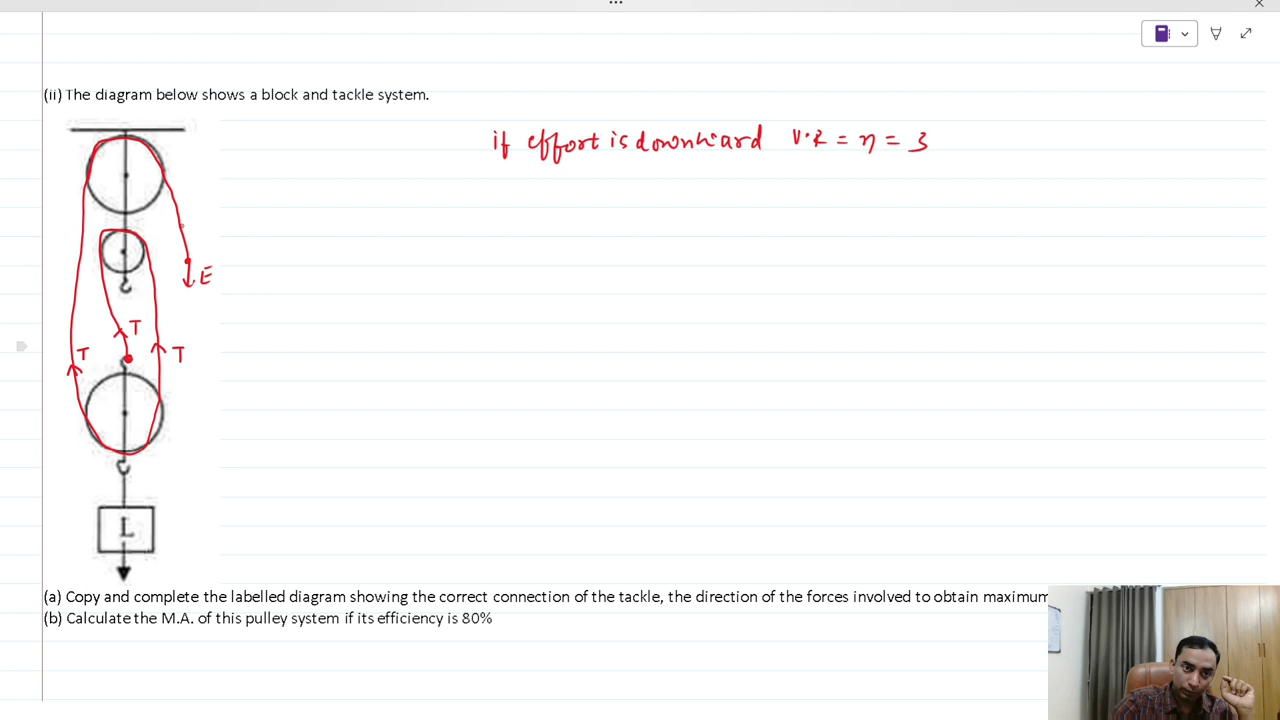 (ii) The diagram below shows a block and tackle system.
if effort is downward V.R = η = 3
E
T
T
T
L
(a) Copy and complete the labelled diagram showing the correct connection of the tackle, the direction of the forces involved to obtain maximum
(b) Calculate the M.A. of this pulley system if its efficiency is 80%